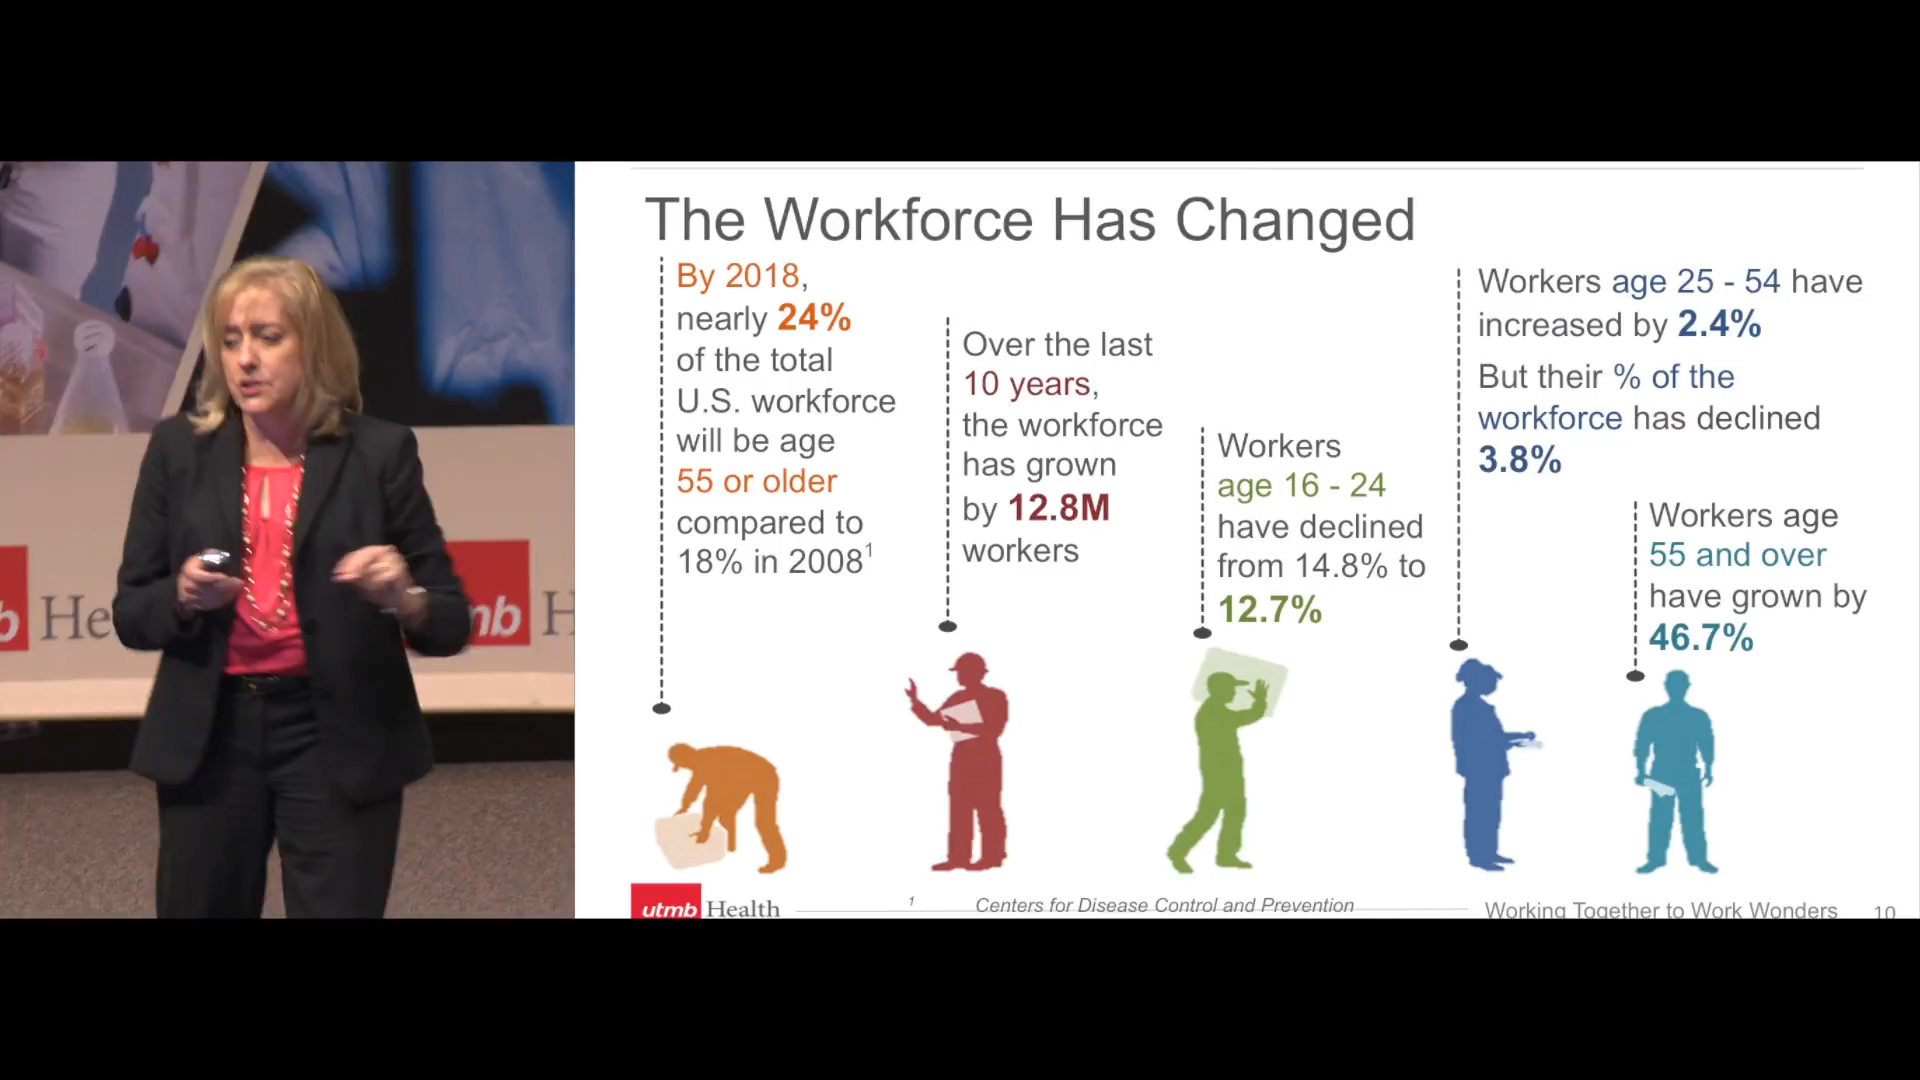 The Workforce Has Changed
By 2018,
nearly 24%
of the total
U.S. workforce
will be age
55 or older
compared to
18% in 2008¹
Over the last
10 years,
the workforce
has grown
by 12.8M
workers
Workers
age 16 - 24
have declined
from 14.8% to
12.7%
Workers age 25 - 54 have
increased by 2.4%
But their % of the
workforce has declined
3.8%
Workers age
55 and over
have grown by
46.7%
b He
mb H
utmb Health
¹ Centers for Disease Control and Prevention
Working Together to Work Wonders 10